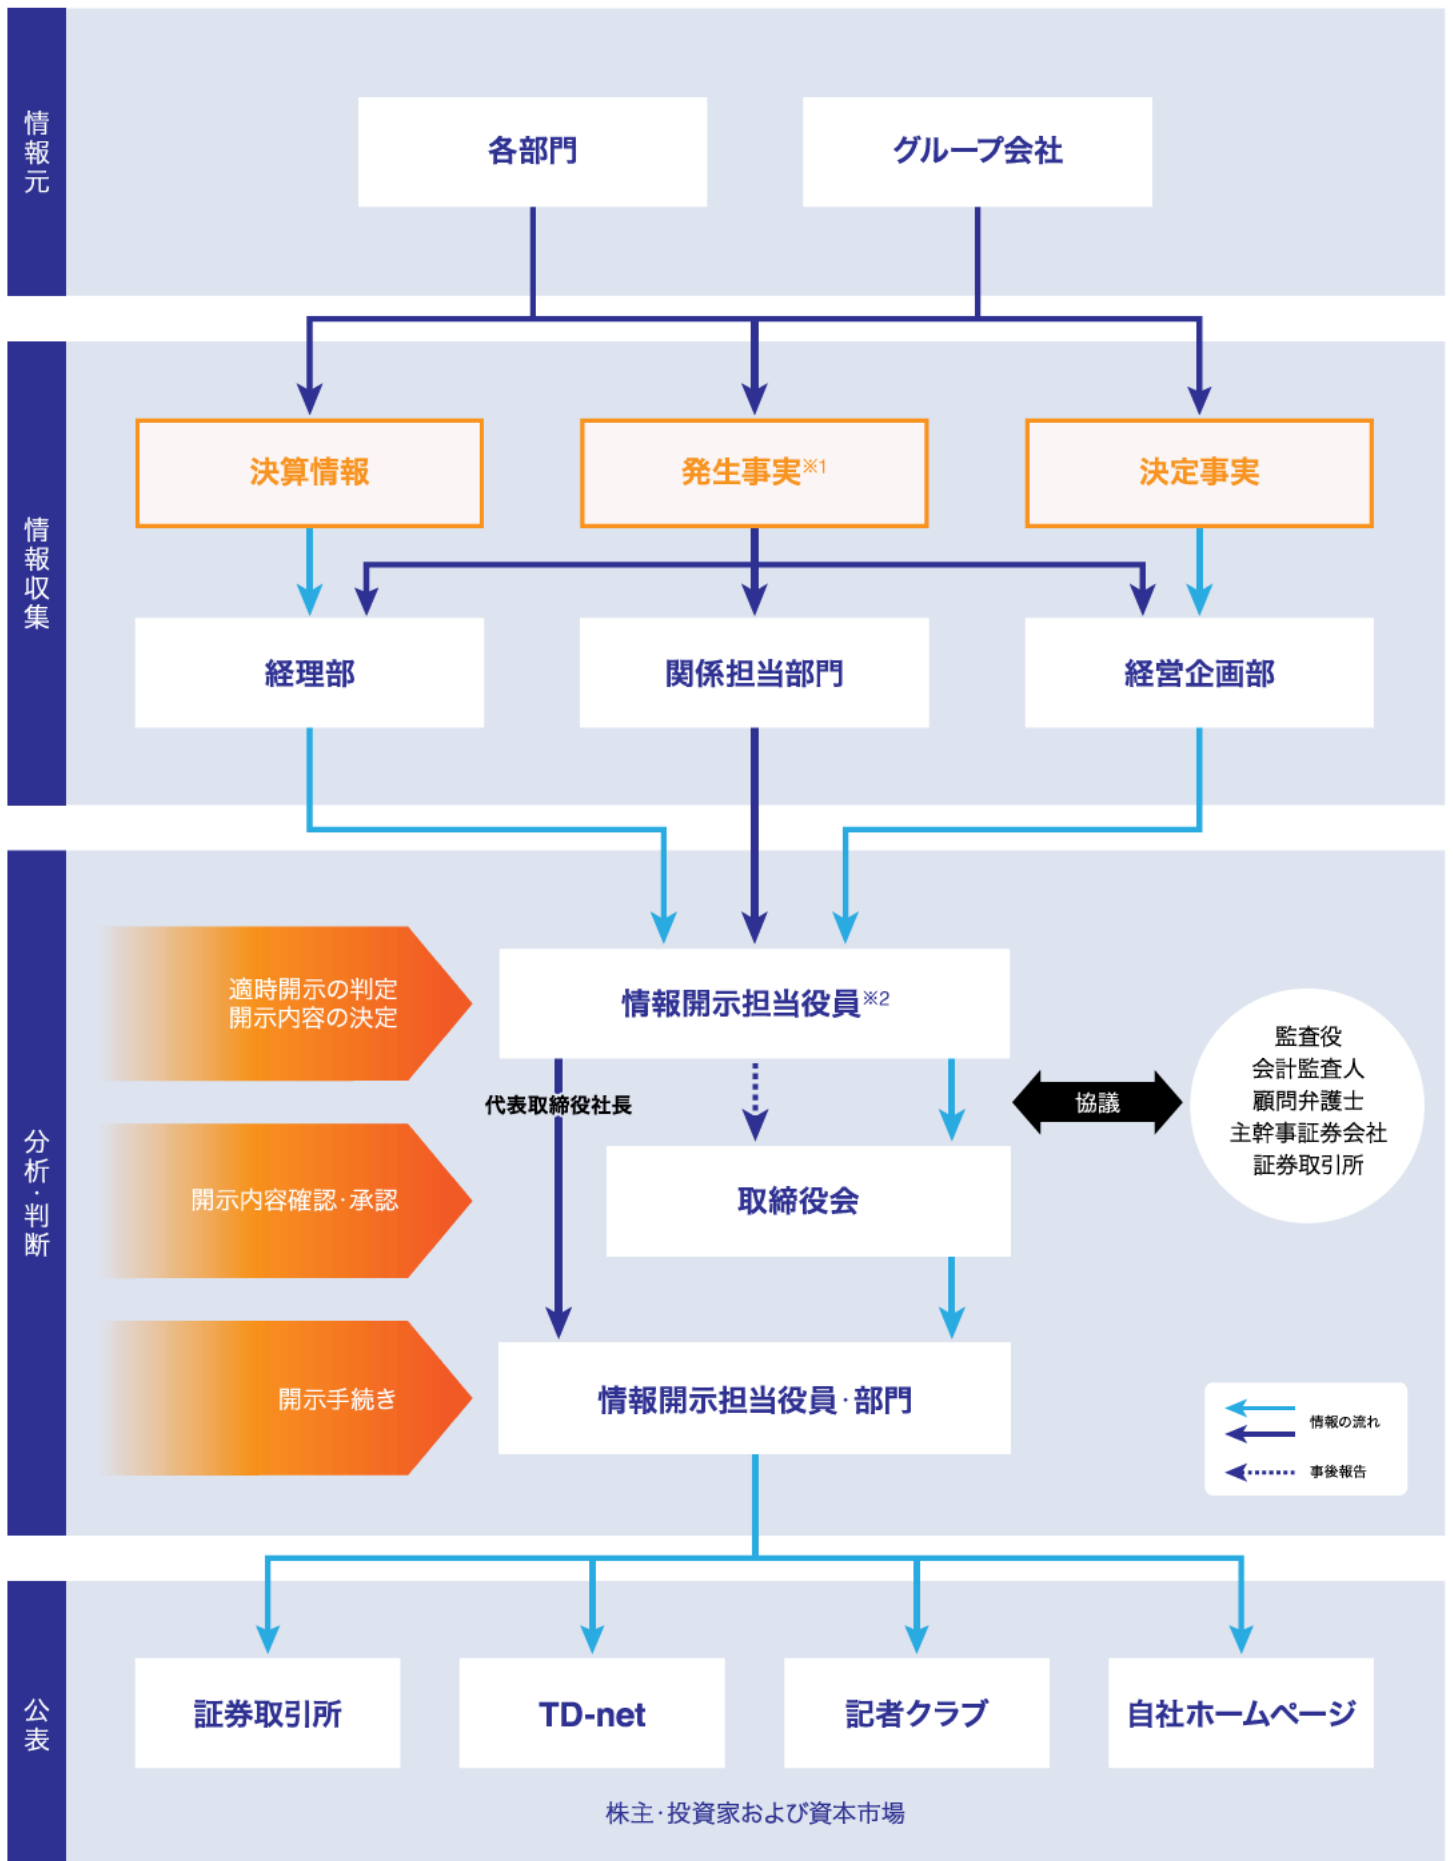 情報元
各部門
グループ会社
情報収集
決算情報
発生事実※1
決定事実
経理部
関係担当部門
経営企画部
分析・判断
適時開示の判定
開示内容の決定
情報開示担当役員※2
代表取締役社長
協議
監査役
会計監査人
顧問弁護士
主幹事証券会社
証券取引所
開示内容確認・承認
取締役会
開示手続き
情報開示担当役員・部門
情報の流れ
事後報告
公表
証券取引所
TD-net
記者クラブ
自社ホームページ
株主・投資家および資本市場